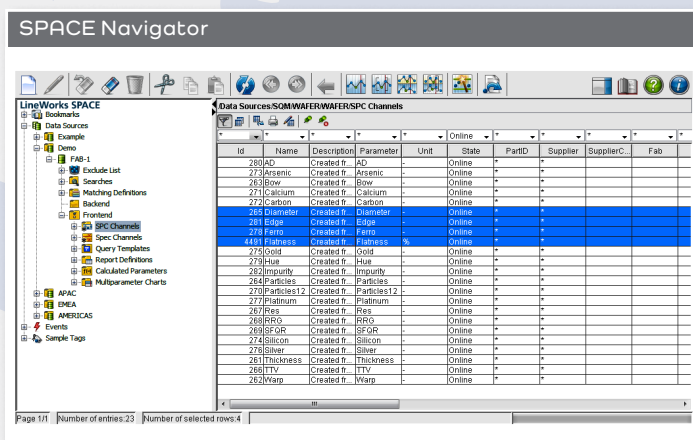 SPACE Navigator
LineWorks SPACE
Bookmarks
Data Sources
Example
Demo
FAB-1
Exclude List
Searches
Matching Definitions
Backend
Frontend
SPC Channels
Spec Channels
Query Templates
Report Definitions
Calculated Parameters
Multiparameter Charts
APAC
EMEA
AMERICAS
Events
Sample Tags
Data Sources/SQM/WAFER/WAFER/SPC Channels
* * * * * Online * * * * *
Id Name Description Parameter Unit State PartID Supplier SupplierC... Fab
280 AD Created fr... AD - Online * *
273 Arsenic Created fr... Arsenic - Online * *
263 Bow Created fr... Bow - Online * *
271 Calcium Created fr... Calcium - Online * *
272 Carbon Created fr... Carbon - Online * *
265 Diameter Created fr... Diameter - Online * *
281 Edge Created fr... Edge - Online * *
278 Ferro Created fr... Ferro - Online * *
4491 Flatness Created fr... Flatness % Online * *
275 Gold Created fr... Gold - Online * *
279 Hue Created fr... Hue - Online * *
282 Impurity Created fr... Impurity - Online * *
264 Particles Created fr... Particles - Online * *
270 Particles12 Created fr... Particles12 - Online * *
277 Platinum Created fr... Platinum - Online * *
267 Res Created fr... Res - Online * *
268 RRG Created fr... RRG - Online * *
269 SFQR Created fr... SFQR - Online * *
274 Silicon Created fr... Silicon - Online * *
276 Silver Created fr... Silver - Online * *
261 Thickness Created fr... Thickness - Online * *
266 TTV Created fr... TTV - Online * *
262 Warp Created fr... Warp - Online * *
Page 1/1 Number of entries:23 Number of selected rows:4